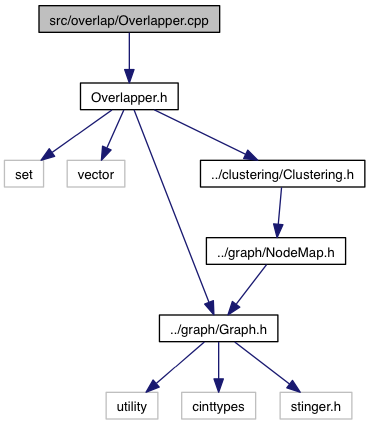 src/overlap/Overlapper.cpp
Overlapper.h
set
vector
../clustering/Clustering.h
../graph/NodeMap.h
../graph/Graph.h
utility
cinttypes
stinger.h